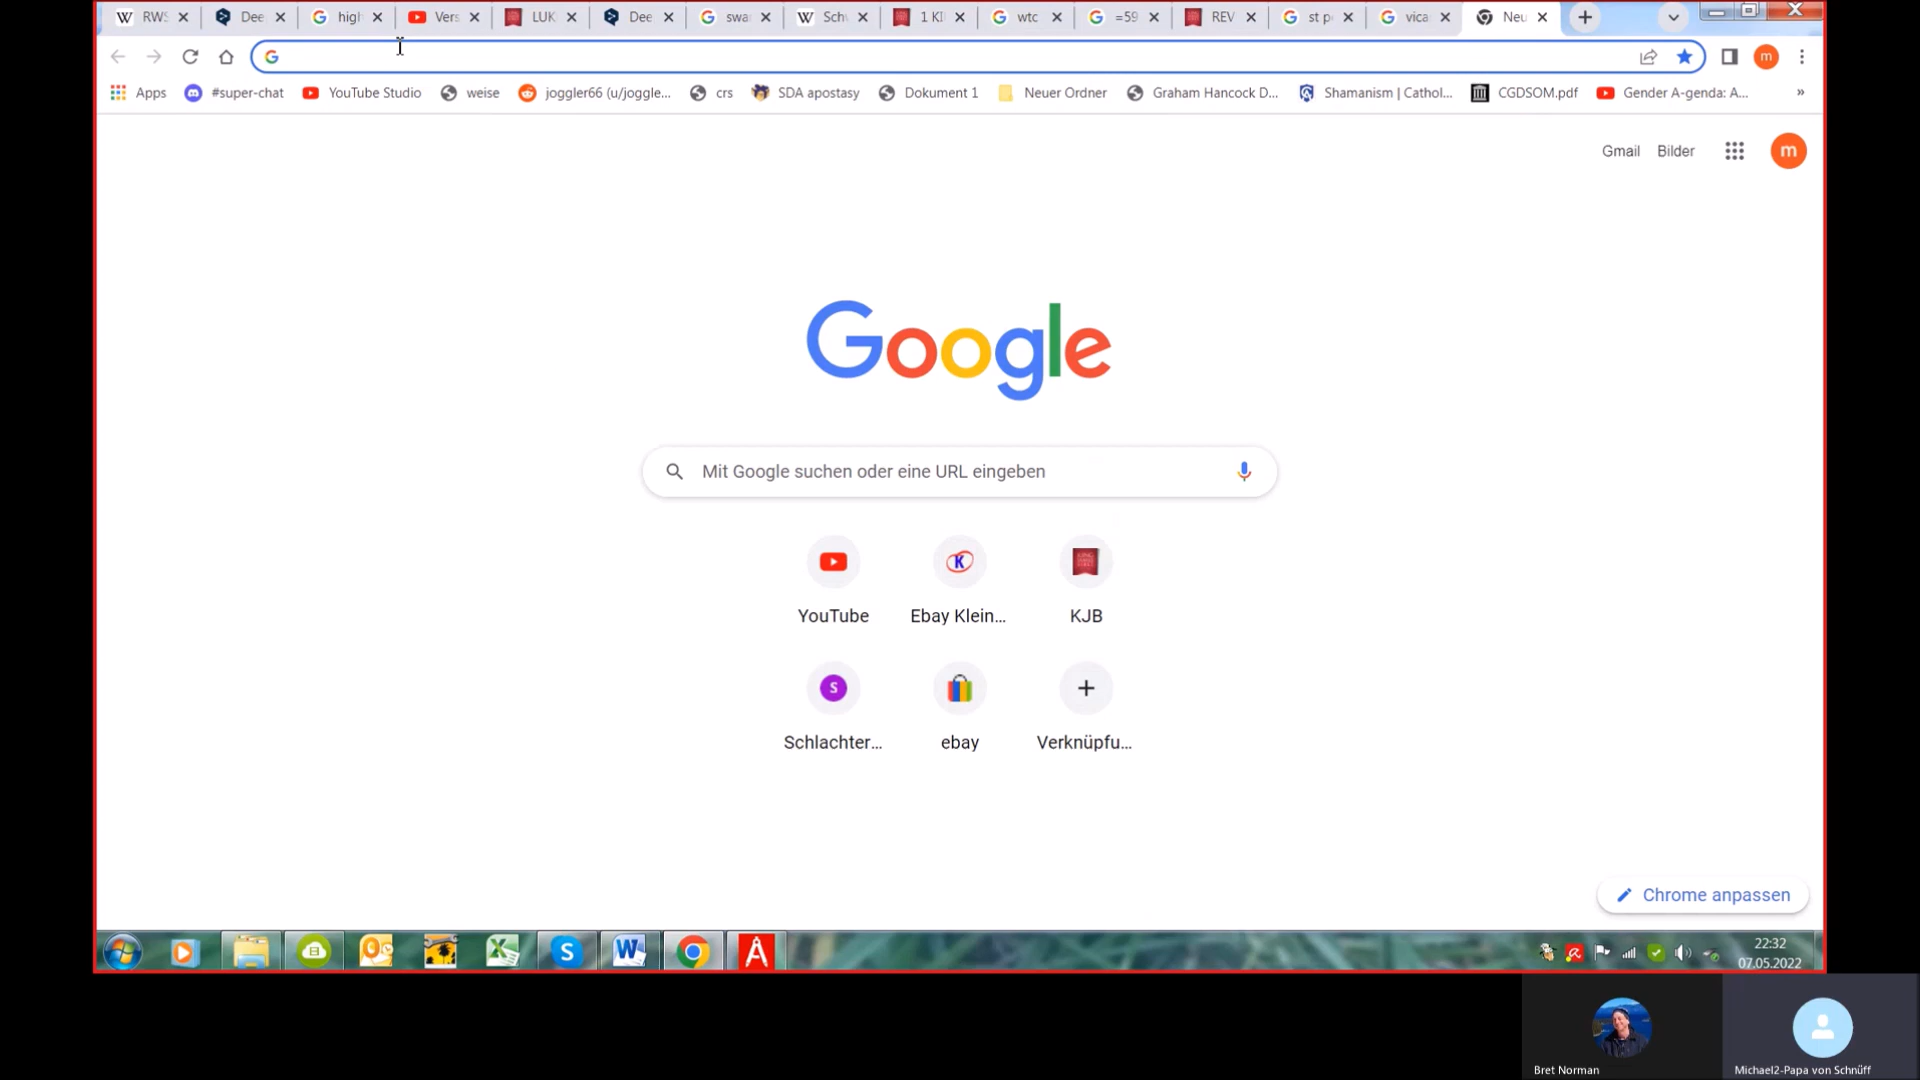 RWS Dee higl Vers LUK Dee swa Schv 1 KI wtc =59 REV st p vica Neu
Apps #super-chat YouTube Studio weise joggler66 (u/joggle... crs SDA apostasy Dokument 1 Neuer Ordner Graham Hancock D... Shamanism | Cathol... CGDSOM.pdf Gender A-genda: A... »
Gmail Bilder m
Google
Mit Google suchen oder eine URL eingeben
YouTube Ebay Klein... KJB
Schlachter... ebay Verknüpfu...
Chrome anpassen
22:32
07.05.2022
Bret Norman Michael2-Papa von Schnüff